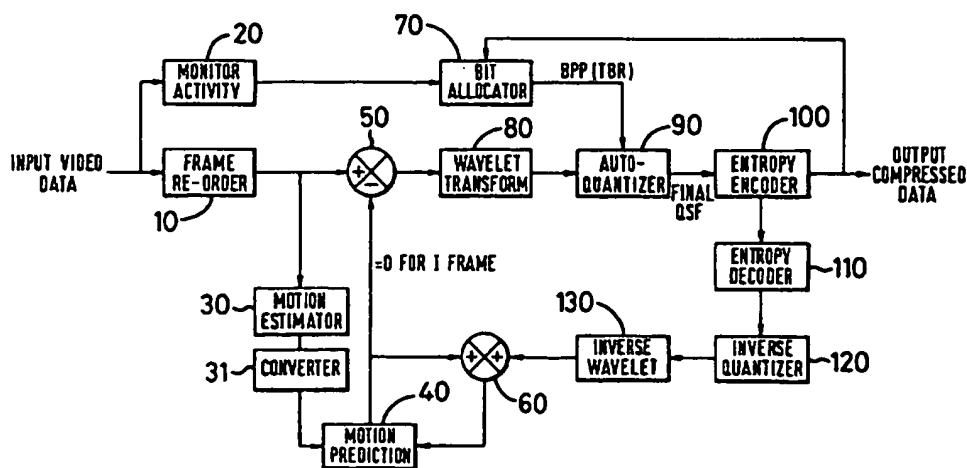 20
70
MONITOR
ACTIVITY
BIT
ALLOCATOR
BPP (TBR)
50
80
90
100
INPUT VIDEO
DATA
FRAME
RE-ORDER
10
+
−
WAVELET
TRANSFORM
AUTO-
QUANTIZER
FINAL
QSF
ENTROPY
ENCODER
OUTPUT
COMPRESSED
DATA
=0 FOR I FRAME
ENTROPY
DECODER
110
30
MOTION
ESTIMATOR
130
31
CONVERTER
+ +
60
INVERSE
WAVELET
INVERSE
QUANTIZER
120
40
MOTION
PREDICTION